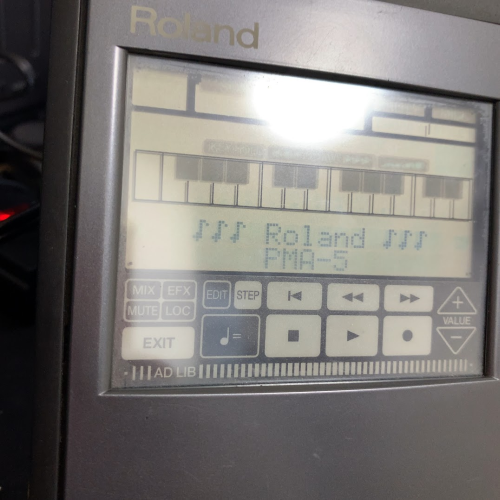 Roland
♪♪♪ Roland ♪♪♪
PMA-5
MIX EFX EDIT STEP
MUTE LOC
VALUE
EXIT ♩=
AD LIB